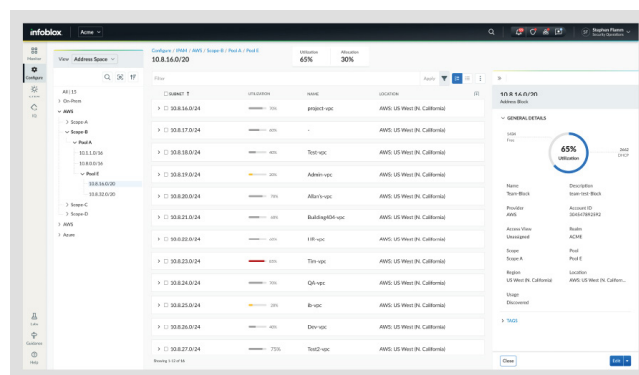 infoblox
Acme
Stephen Flamm
Security Operations
Monitor
Configure
View Address Space
All | 15
On-Prem
AWS
Scope-A
Scope-B
Pool A
10.1.1.0/16
10.8.0.0/16
Pool E
10.8.16.0/20
10.8.32.0/20
Scope-C
Scope-D
AWS
Azure
Labs
Guidance
Help
Configure / IPAM / AWS / Scope-B / Pool A / Pool E
10.8.16.0/20
Utilization
65%
Allocation
30%
Filter
Apply
SUBNET UTILIZATION NAME LOCATION
10.8.16.0/24 70% project-vpc AWS: US West (N. California)
10.8.17.0/24 60% - AWS: US West (N. California)
10.8.18.0/24 40% Test-vpc AWS: US West (N. California)
10.8.19.0/24 Admin-vpc AWS: US West (N. California)
10.8.20.0/24 78% Allan's-vpc AWS: US West (N. California)
10.8.21.0/24 68% Building404-vpc AWS: US West (N. California)
10.8.22.0/24 HR-vpc AWS: US West (N. California)
10.8.23.0/24 Tim-vpc AWS: US West (N. California)
10.8.24.0/24 70% QA-vpc AWS: US West (N. California)
10.8.25.0/24 28% ib-vpc AWS: US West (N. California)
10.8.26.0/24 40% Dev-vpc AWS: US West (N. California)
10.8.27.0/24 75% Test2-vpc AWS: US West (N. California)
10.8.16.0/20
Address Block
GENERAL DETAILS
Free
65%
Utilization
2662
Name Description
Team-Block team-test-Block
Provider Account ID
AWS 304547892392
Access View Realm
Unassigned ACME
Scope Pool
Scope A Pool E
Region Location
US West (N. California) AWS: US West (N. Californ...
Usage
Discovered
TAGS
Close Edit